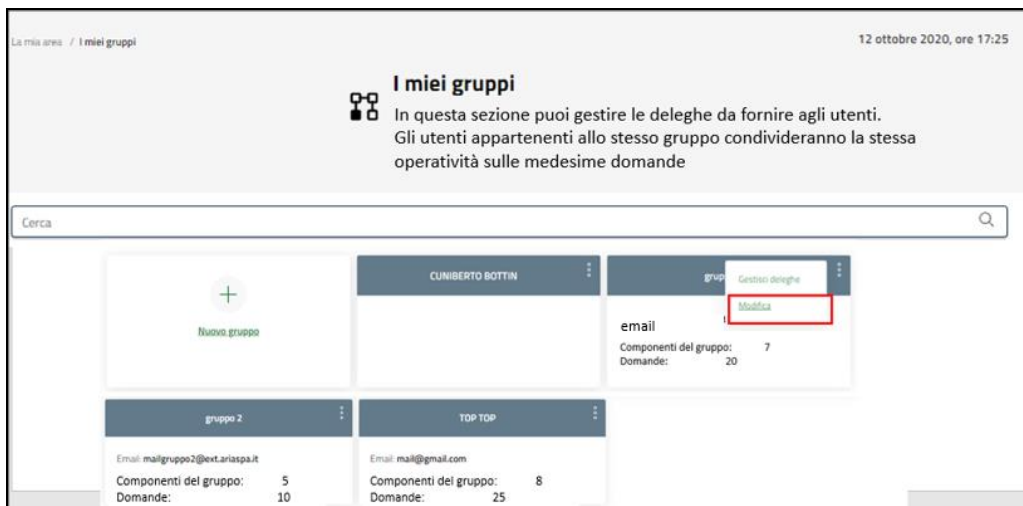 La mia area / I miei gruppi
12 ottobre 2020, ore 17:25
I miei gruppi
In questa sezione puoi gestire le deleghe da fornire agli utenti.
Gli utenti appartenenti allo stesso gruppo condivideranno la stessa
operatività sulle medesime domande
Cerca
Nuovo gruppo
CUNIBERTO BOTTIN
Gestisci deleghe
Modifica
email
Componenti del gruppo: 7
Domande: 20
gruppo 2
Email: mailgruppo2@ext.ariaspa.it
Componenti del gruppo: 5
Domande: 10
TOP TOP
Email: mail@gmail.com
Componenti del gruppo: 8
Domande: 25